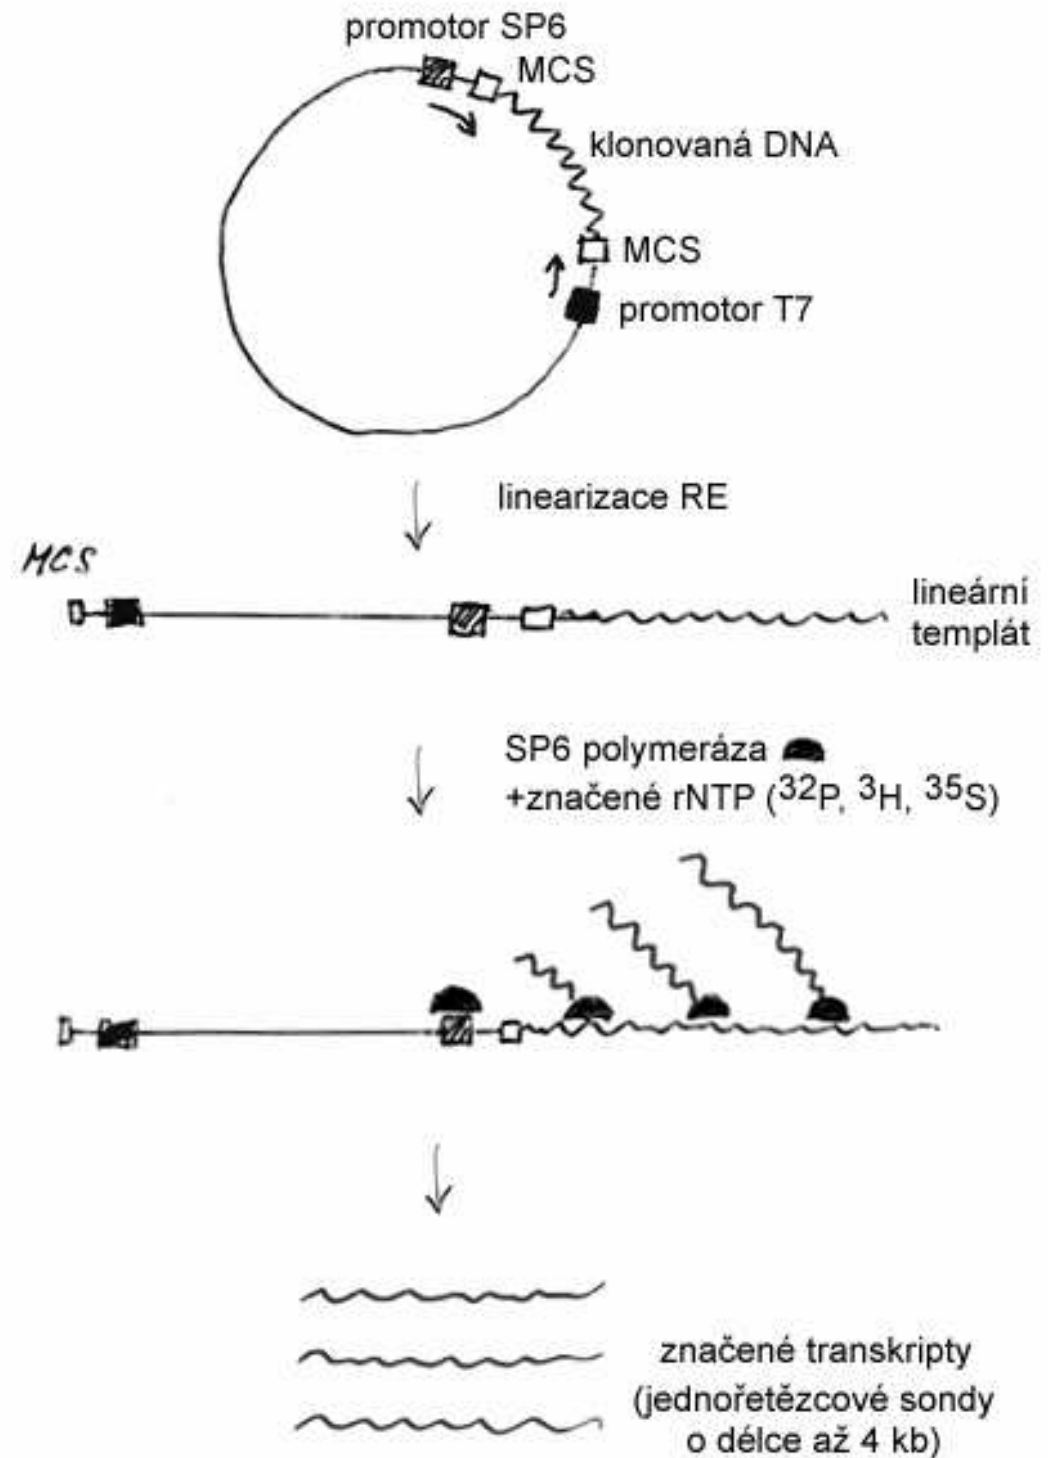 promotor SP6
MCS
klonovaná DNA
MCS
promotor T7
linearizace RE
MCS
lineární
templát
SP6 polymeráza
+značené rNTP (³²P, ³H, ³⁵S)
značené transkripty
(jednořetězcové sondy
o délce až 4 kb)